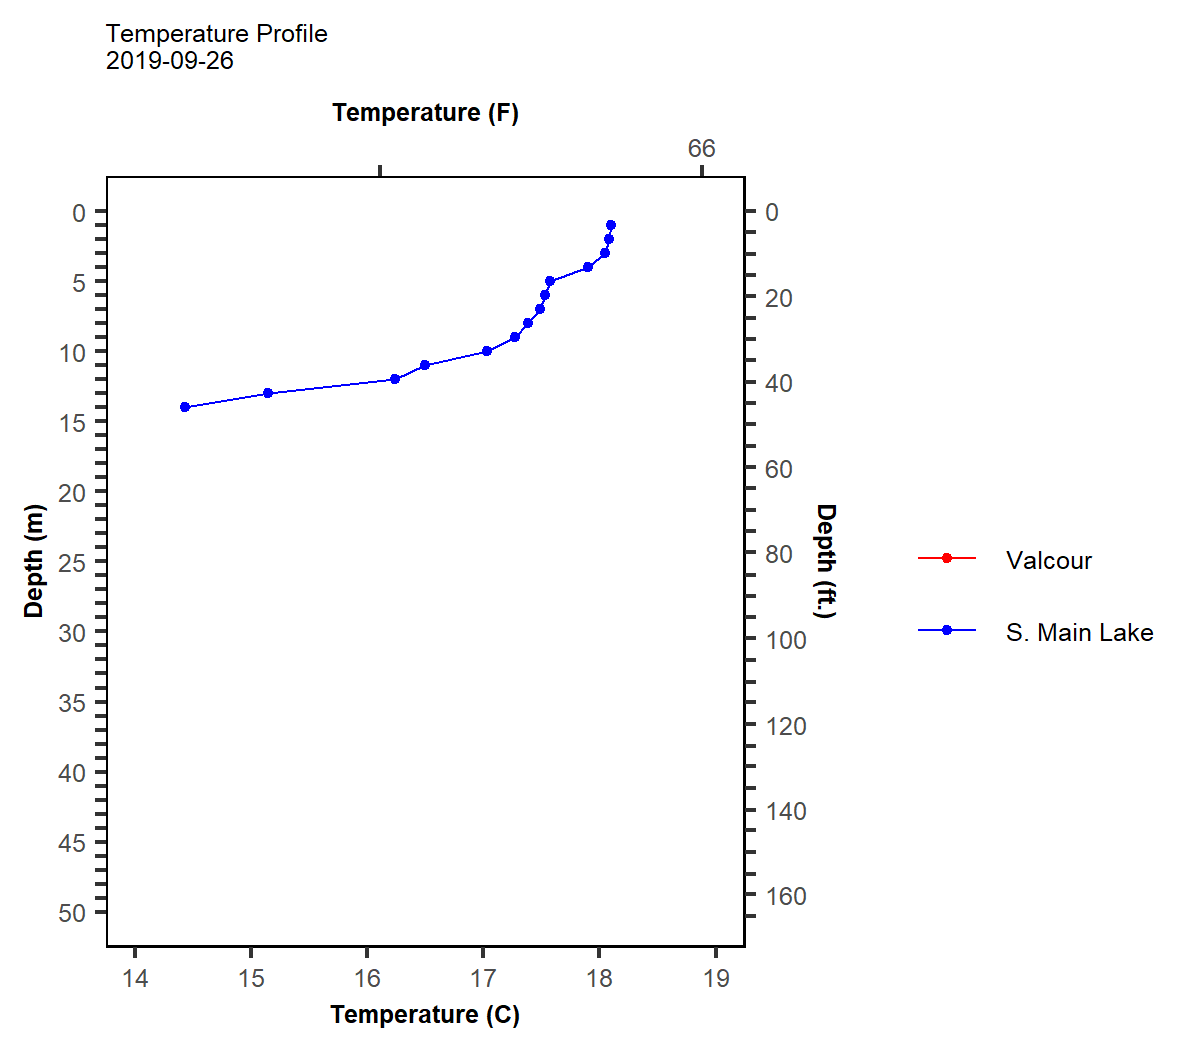 Temperature Profile
2019-09-26
Temperature (F)
66
0
5
10
15
20
25
30
35
40
45
50
Depth (m)
0
20
40
60
80
100
120
140
160
Depth (ft.)
14 15 16 17 18 19
Temperature (C)
Valcour
S. Main Lake